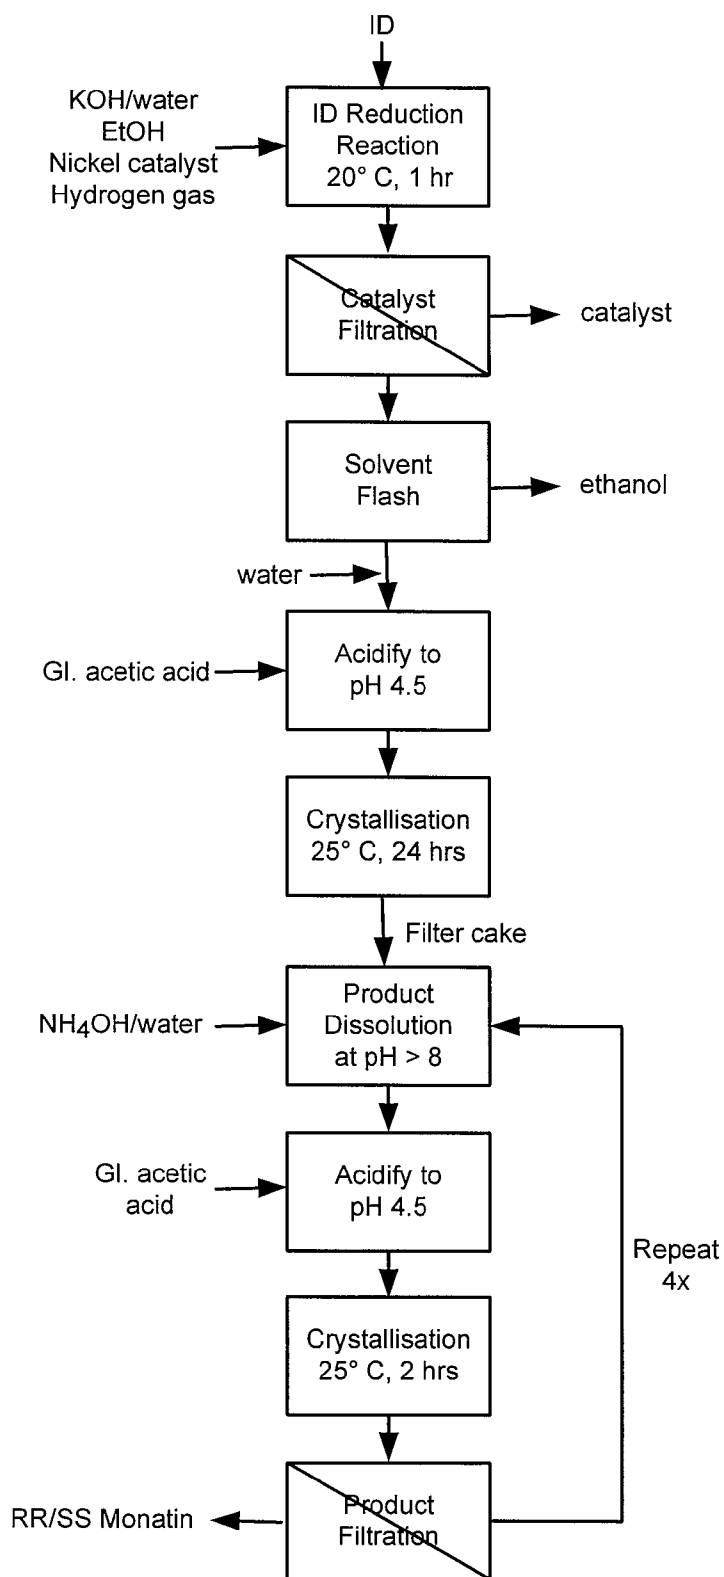 ID
KOH/water
EtOH
Nickel catalyst
Hydrogen gas
ID Reduction
Reaction
20° C, 1 hr
Catalyst
Filtration
catalyst
Solvent
Flash
ethanol
water
Gl. acetic acid
Acidify to
pH 4.5
Crystallisation
25° C, 24 hrs
Filter cake
NH4OH/water
Product
Dissolution
at pH > 8
Gl. acetic
acid
Acidify to
pH 4.5
Repeat
4x
Crystallisation
25° C, 2 hrs
RR/SS Monatin
Product
Filtration